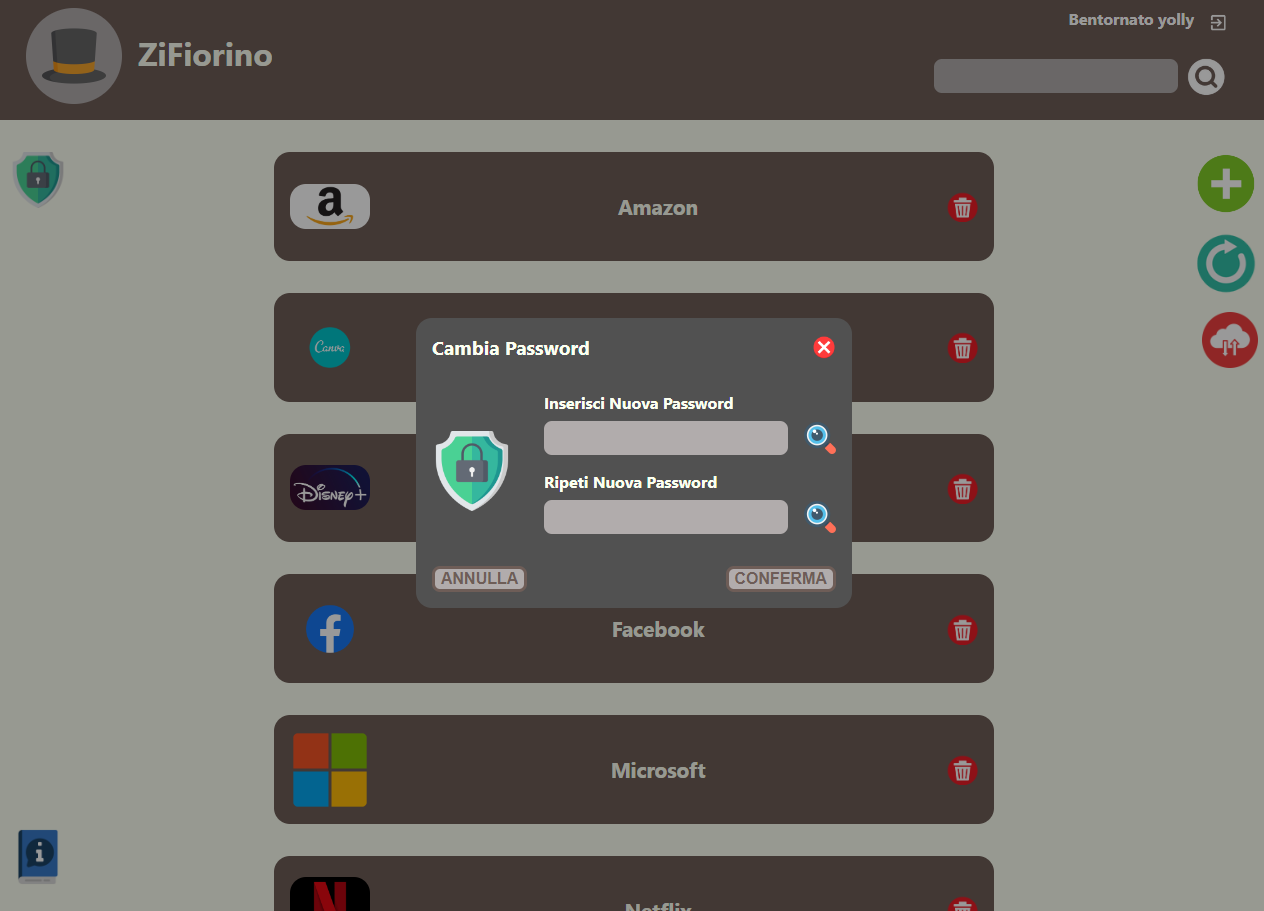 Bentornato yolly
ZiFiorino
a
Amazon
Canva
Cambia Password
Inserisci Nuova Password
Disney+
Ripeti Nuova Password
ANNULLA
CONFERMA
f
Facebook
Microsoft
i
N
Netflix